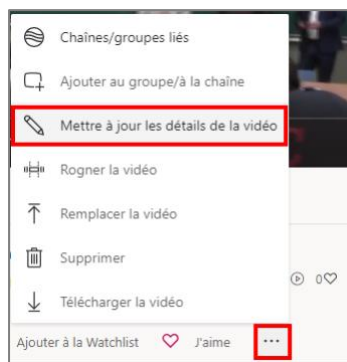 Chaînes/groupes liés
Ajouter au groupe/à la chaîne
Mettre à jour les détails de la vidéo
Rogner la vidéo
Remplacer la vidéo
Supprimer
0
Télécharger la vidéo
Ajouter à la Watchlist J'aime ...